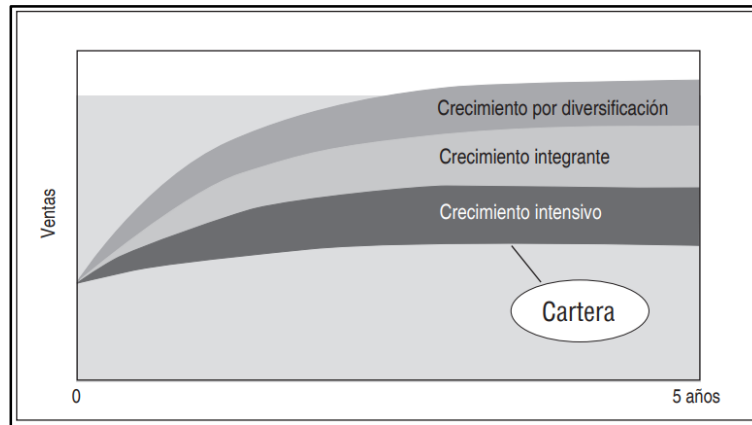 Ventas
Crecimiento por diversificación
Crecimiento integrante
Crecimiento intensivo
Cartera
0
5 años